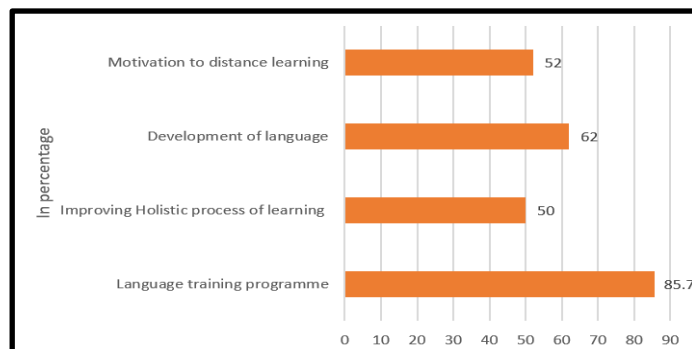 In percentage
Motivation to distance learning
52
Development of language
62
Improving Holistic process of learning
50
Language training programme
85.7
0 10 20 30 40 50 60 70 80 90